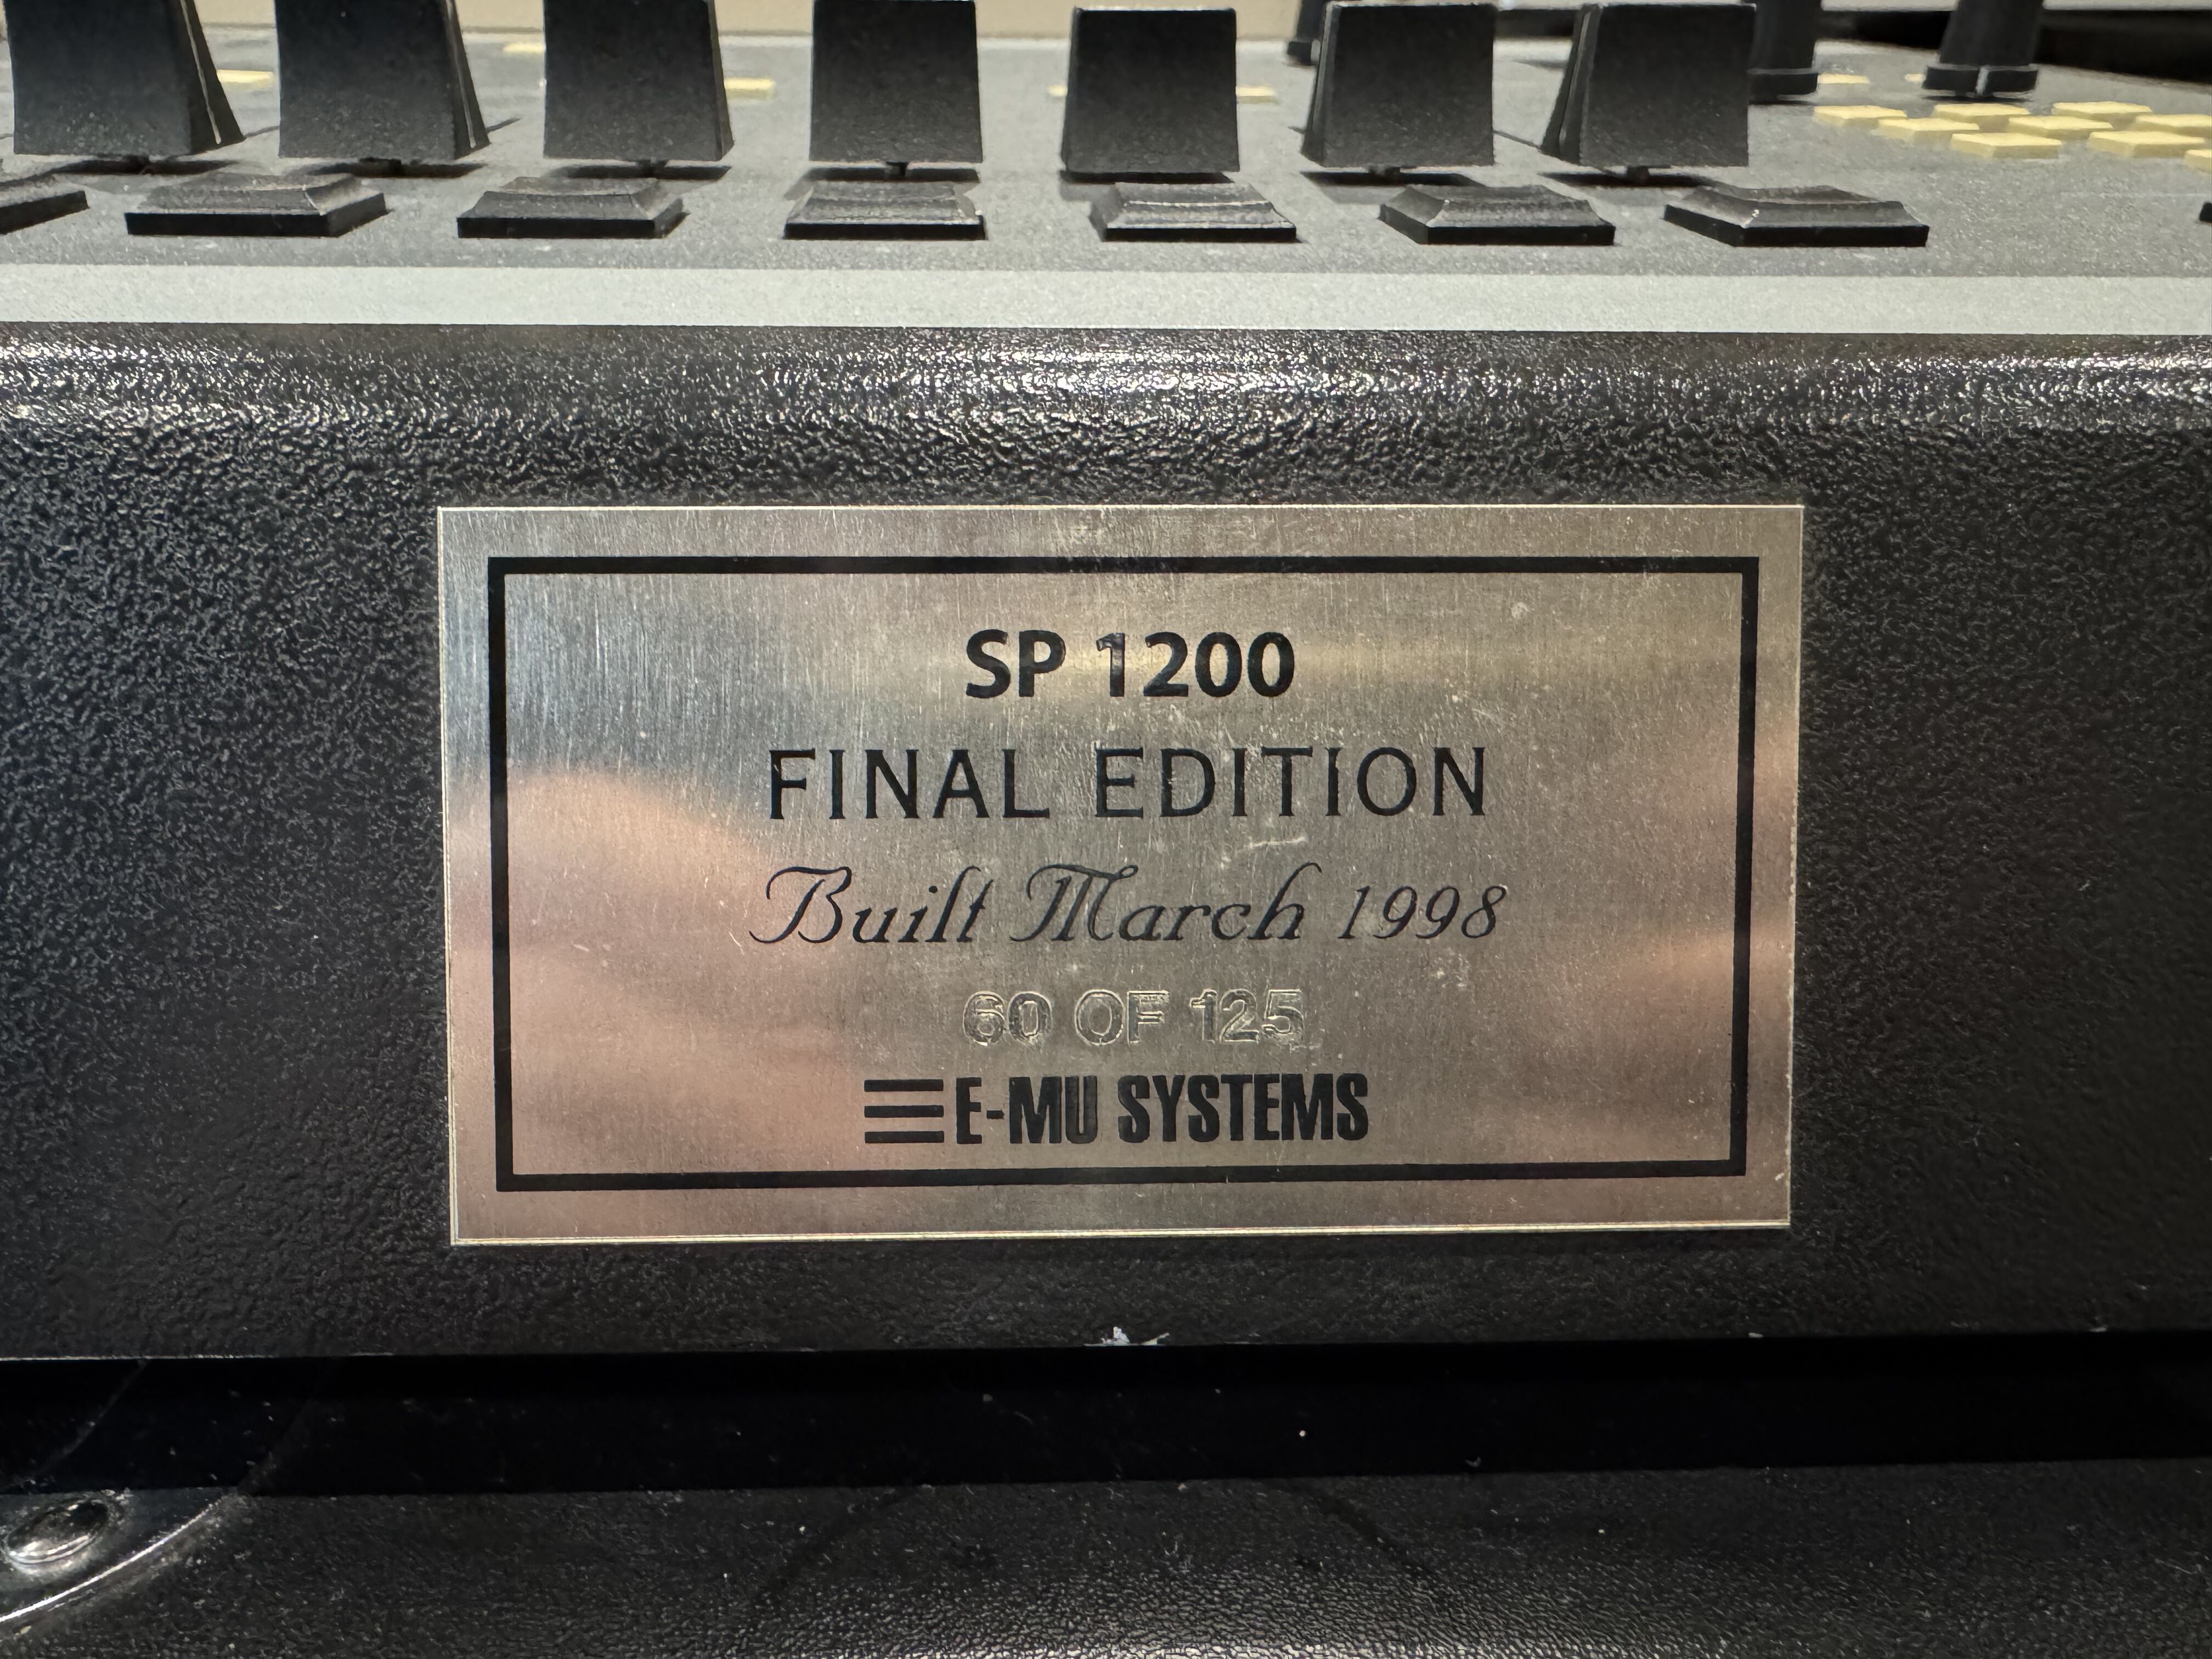 SP 1200
FINAL EDITION
Built March 1998
60 OF 125
E-MU SYSTEMS